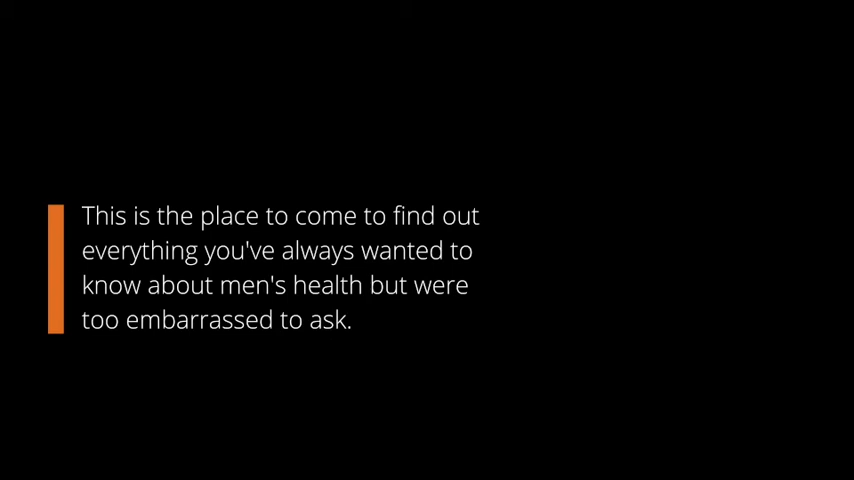 This is the place to come to find out
everything you've always wanted to
know about men's health but were
too embarrassed to ask.